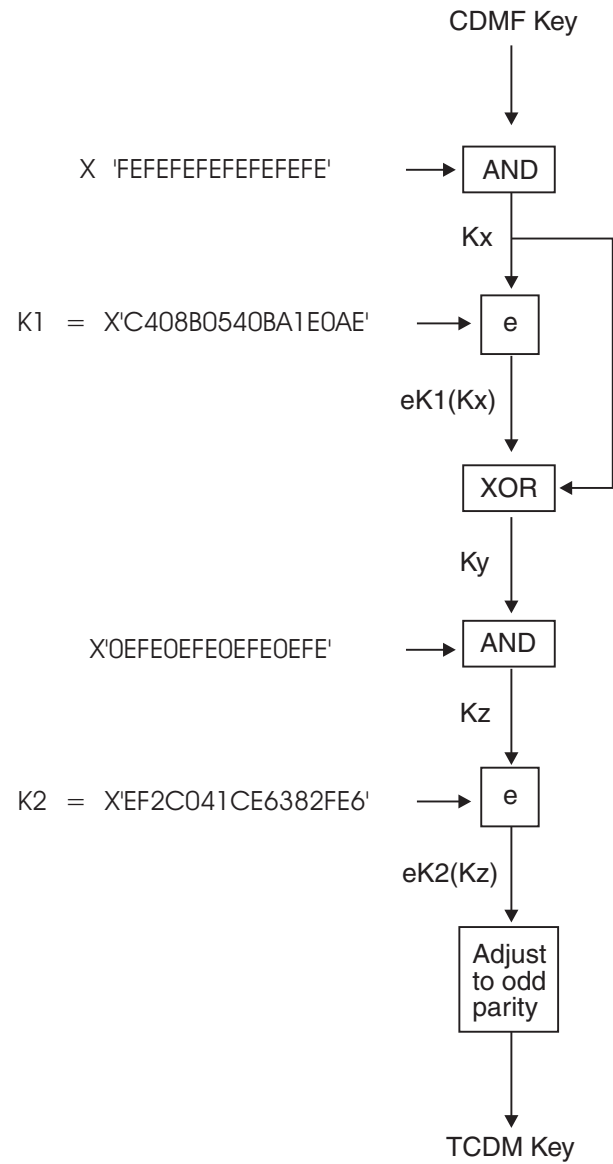 CDMF Key
X 'FEFEFEFEFEFEFEFE'
AND
Kx
K1 = X'C408B0540BA1E0AE'
e
eK1(Kx)
XOR
Ky
X'0EFE0EFE0EFE0EFE'
AND
Kz
K2 = X'EF2C041CE6382FE6'
e
eK2(Kz)
Adjust
to odd
parity
TCDM Key